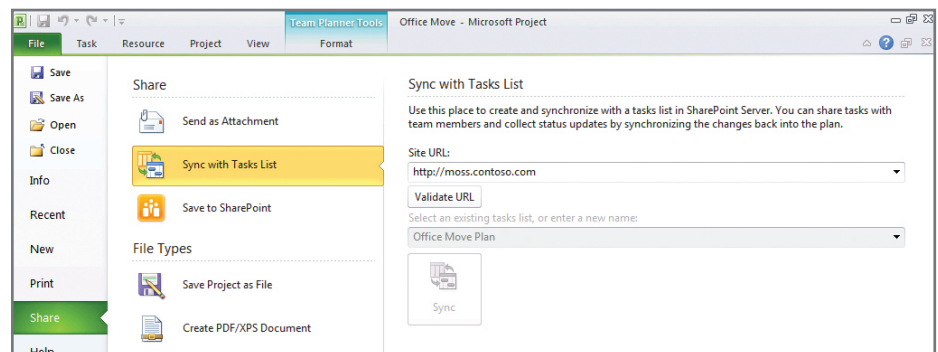 Team Planner Tools
Office Move - Microsoft Project
File Task Resource Project View Format
Save
Save As
Open
Close
Info
Recent
New
Print
Share
Help
Share
Send as Attachment
Sync with Tasks List
Save to SharePoint
File Types
Save Project as File
Create PDF/XPS Document
Sync with Tasks List
Use this place to create and synchronize with a tasks list in SharePoint Server. You can share tasks with
team members and collect status updates by synchronizing the changes back into the plan.
Site URL:
http://moss.contoso.com
Validate URL
Select an existing tasks list, or enter a new name:
Office Move Plan
Sync